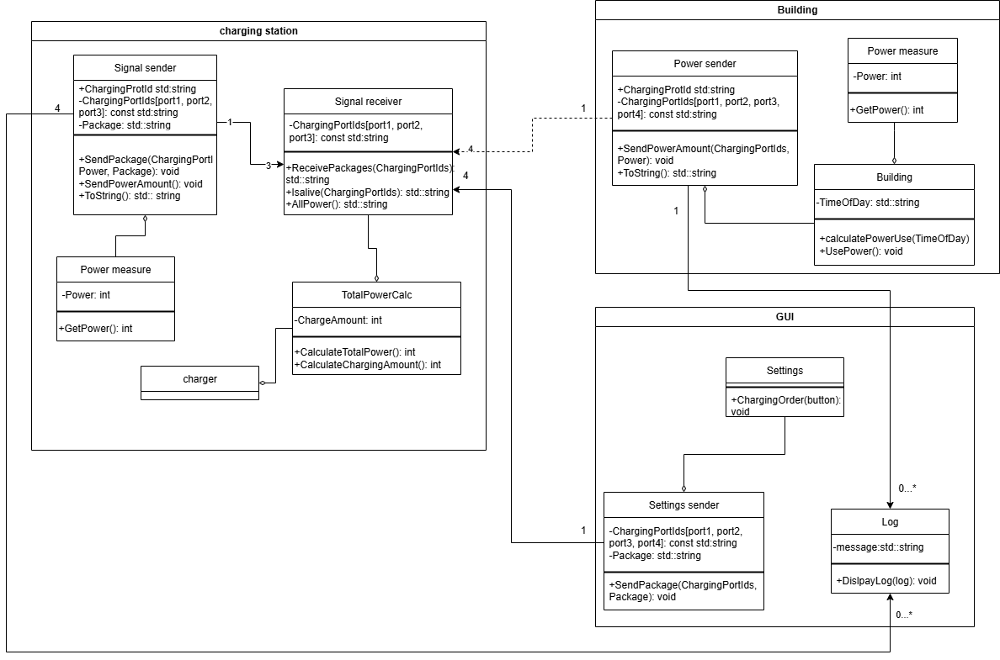 charging station
Signal sender
+ChargingProtId std:string
-ChargingPortIds[port1, port2,
port3]: const std:string
-Package: std::string
+SendPackage(ChargingPortI
Power, Package): void
+SendPowerAmount(): void
+ToString(): std:: string
4
1
3
Signal receiver
-ChargingPortIds[port1, port2,
port3]: const std:string
+ReceivePackages(ChargingPortIds):
std::string
+Isalive(ChargingPortIds): std::string
+AllPower(): std::string
4
4
Power measure
-Power: int
+GetPower(): int
TotalPowerCalc
-ChargeAmount: int
+CalculateTotalPower(): int
+CalculateChargingAmount(): int
charger
Building
Power sender
+ChargingProtId std:string
-ChargingPortIds[port1, port2, port3,
port4]: const std:string
+SendPowerAmount(ChargingPortIds,
Power): void
+ToString(): std::string
1
1
Power measure
-Power: int
+GetPower(): int
Building
-TimeOfDay: std::string
+calculatePowerUse(TimeOfDay)
+UsePower(): void
GUI
Settings
+ChargingOrder(button):
void
Settings sender
-ChargingPortIds[port1, port2,
port3, port4]: const std:string
-Package: std::string
+SendPackage(ChargingPortIds,
Package): void
1
0...*
Log
-message:std::string
+DislpayLog(log): void
0...*